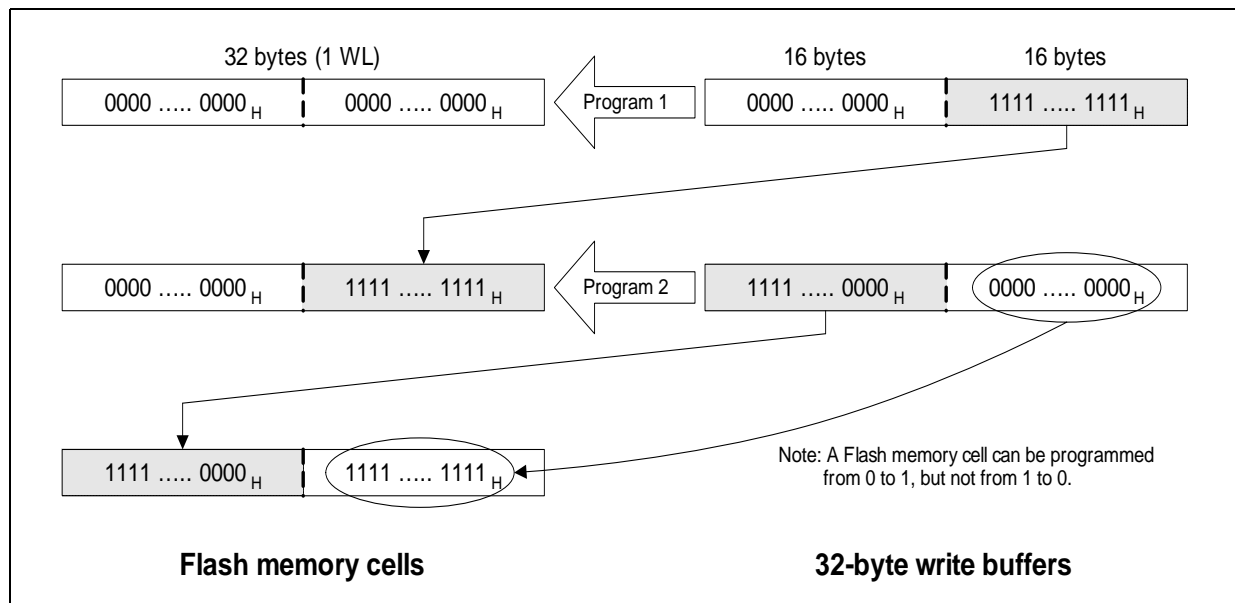 32 bytes (1 WL) 16 bytes 16 bytes
0000 ..... 0000 H 0000 ..... 0000 H Program 1 0000 ..... 0000 H 1111 ..... 1111 H
0000 ..... 0000 H 1111 ..... 1111 H Program 2 1111 ..... 0000 H 0000 ..... 0000 H
1111 ..... 0000 H 1111 ..... 1111 H
Note: A Flash memory cell can be programmed
from 0 to 1, but not from 1 to 0.
Flash memory cells 32-byte write buffers